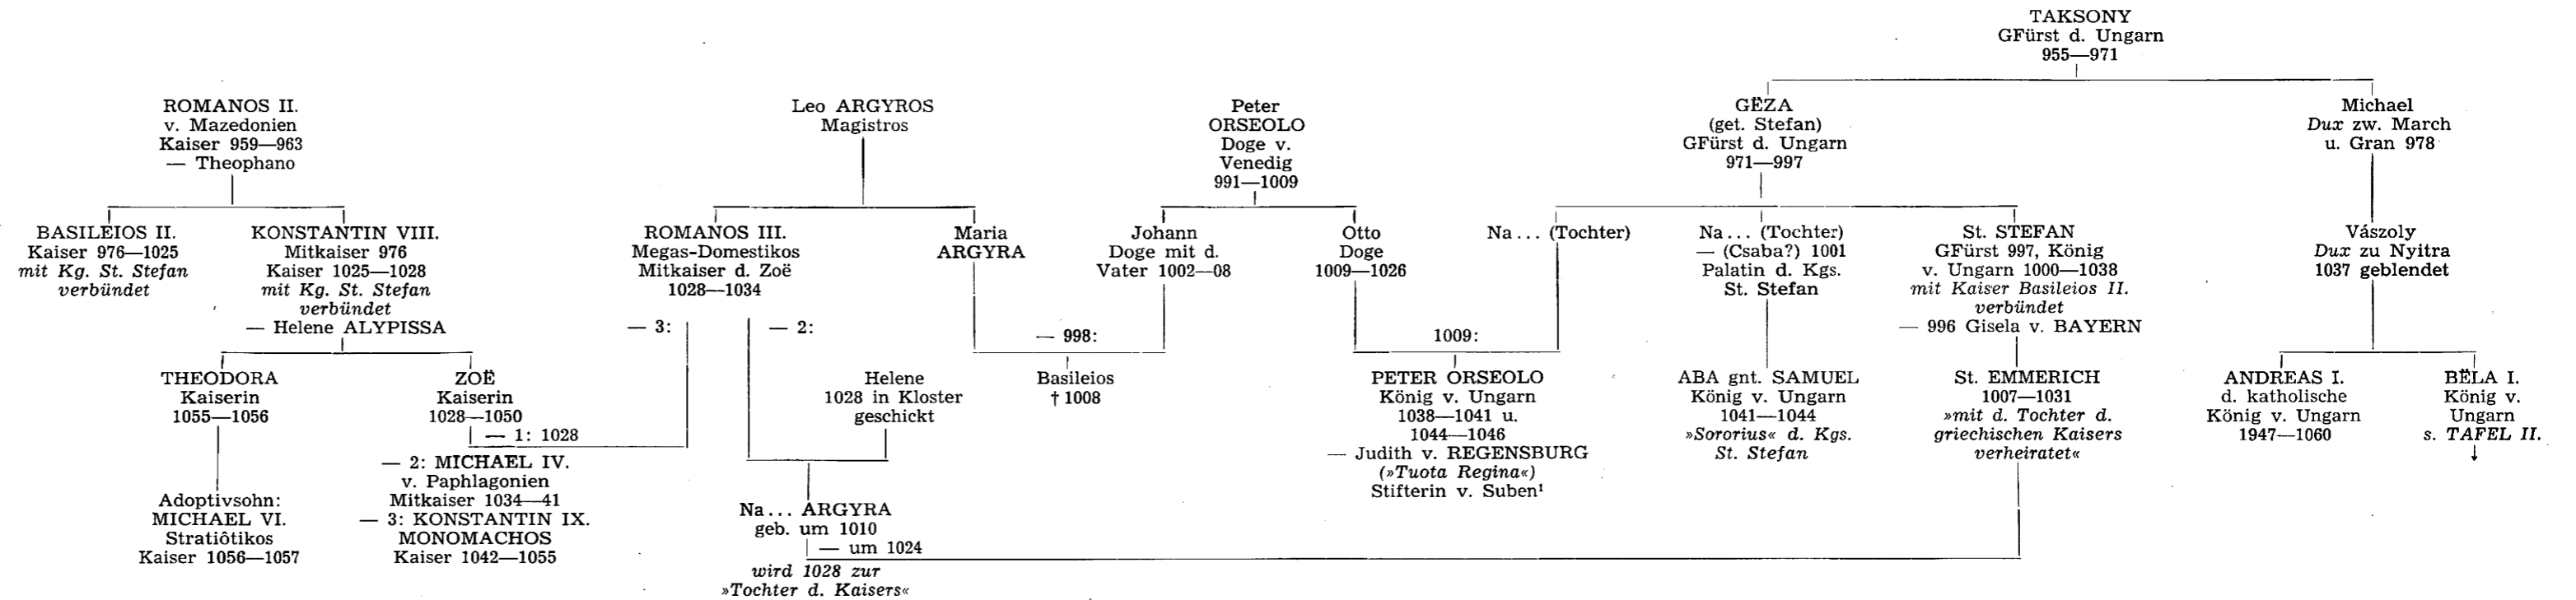 TAKSONY
GFürst d. Ungarn
955—971
ROMANOS II.
v. Mazedonien
Kaiser 959—963
— Theophano
Leo ARGYROS
Magistros
Peter
ORSEOLO
Doge v.
Venedig
991—1009
GËZA
(get. Stefan)
GFürst d. Ungarn
971—997
Michael
Dux zw. March
u. Gran 978
BASILEIOS II.
Kaiser 976—1025
mit Kg. St. Stefan
verbündet
KONSTANTIN VIII.
Mitkaiser 976
Kaiser 1025—1028
mit Kg. St. Stefan
verbündet
— Helene ALYPISSA
ROMANOS III.
Megas-Domestikos
Mitkaiser d. Zoë
1028—1034
— 3:
— 2:
Maria
ARGYRA
Johann
Doge mit d.
Vater 1002—08
— 998:
Otto
Doge
1009—1026
Na... (Tochter)
1009:
Na... (Tochter)
— (Csaba?) 1001
Palatin d. Kgs.
St. Stefan
St. STEFAN
GFürst 997, König
v. Ungarn 1000—1038
mit Kaiser Basileios II.
verbündet
— 996 Gisela v. BAYERN
Vászoly
Dux zu Nyitra
1037 geblendet
THEODORA
Kaiserin
1055—1056
ZOË
Kaiserin
1028—1050
— 1: 1028
— 2: MICHAEL IV.
v. Paphlagonien
Mitkaiser 1034—41
— 3: KONSTANTIN IX.
MONOMACHOS
Kaiser 1042—1055
Helene
1028 in Kloster
geschickt
Basileios
† 1008
PETER ORSEOLO
König v. Ungarn
1038—1041 u.
1044—1046
— Judith v. REGENSBURG
(»Tuota Regina«)
Stifterin v. Suben¹
ABA gnt. SAMUEL
König v. Ungarn
1041—1044
»Sororius« d. Kgs.
St. Stefan
St. EMMERICH
1007—1031
»mit d. Tochter d.
griechischen Kaisers
verheiratet«
ANDREAS I.
d. katholische
König v. Ungarn
1947—1060
BËLA I.
König v.
Ungarn
s. TAFEL II.
Adoptivsohn:
MICHAEL VI.
Stratiôtikos
Kaiser 1056—1057
Na... ARGYRA
geb. um 1010
— um 1024
wird 1028 zur
»Tochter d. Kaisers«